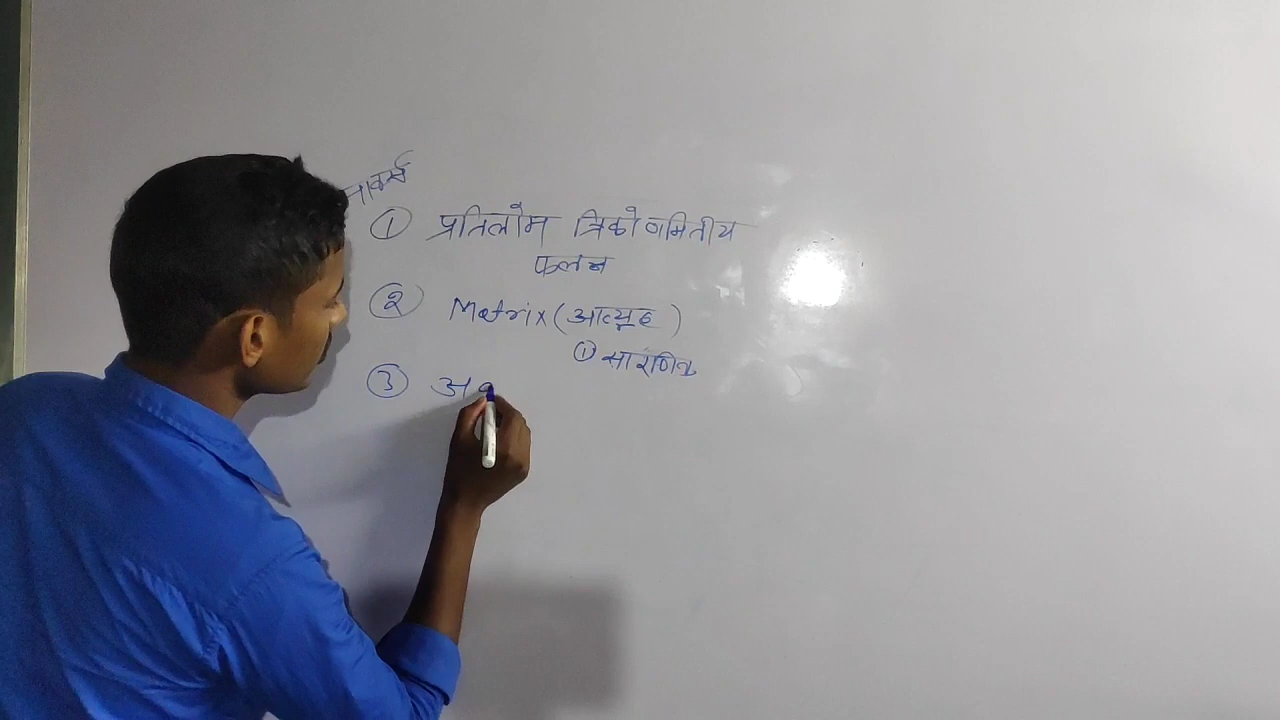 मार्क्स
① प्रतिलोम त्रिकोणमितीय
फलन
② Matrix (आव्यूह)
① सारणिक
③ अ